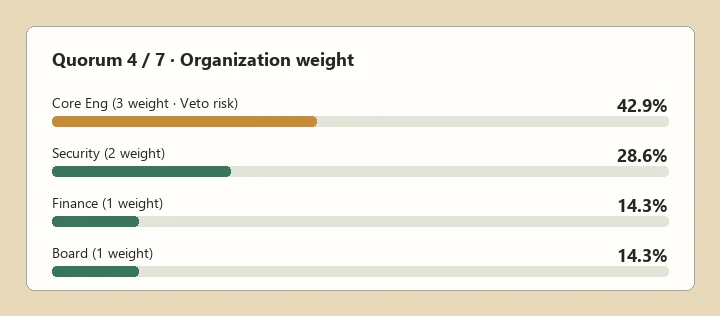 Quorum 4 / 7 · Organization weight
Core Eng (3 weight · Veto risk) 42.9%
Security (2 weight) 28.6%
Finance (1 weight) 14.3%
Board (1 weight) 14.3%